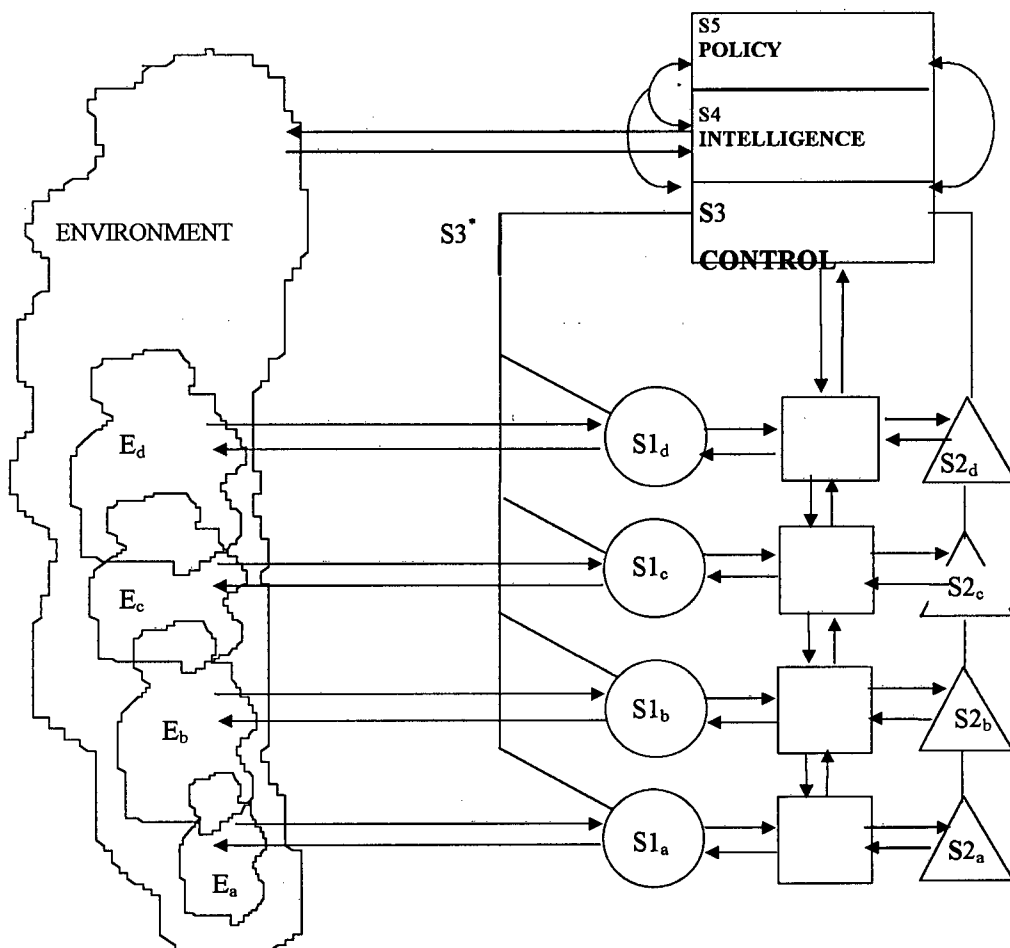 S5
POLICY
S4
INTELLIGENCE
ENVIRONMENT
S3*
S3
CONTROL
Ed
S1d
S2d
Ec
S1c
S2c
Eb
S1b
S2b
Ea
S1a
S2a